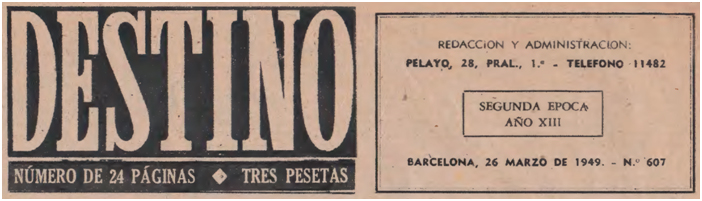 DESTINO
NÚMERO DE 24 PÁGINAS ◆ TRES PESETAS
REDACCION Y ADMINISTRACION:
PELAYO, 28, PRAL., 1.º - TELEFONO 11482
SEGUNDA EPOCA
AÑO XIII
BARCELONA, 26 MARZO DE 1949. - N.º 607